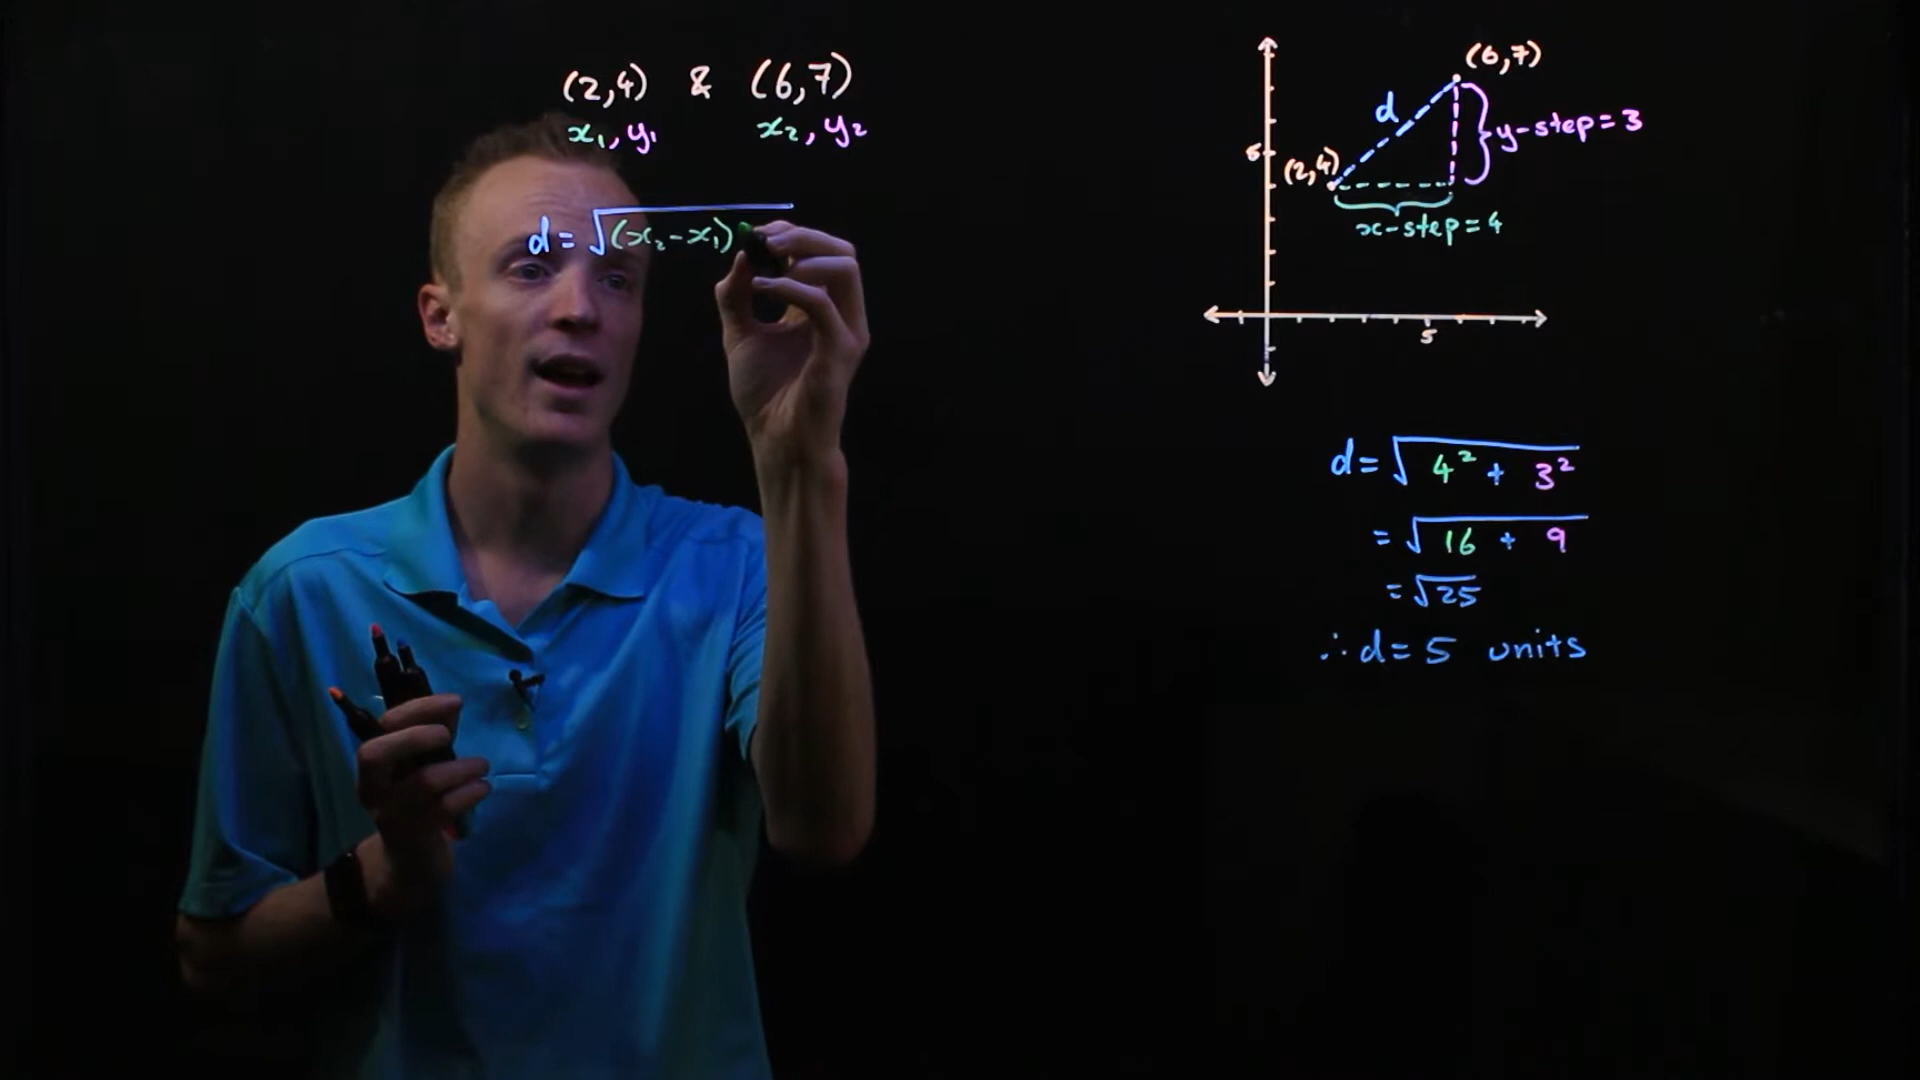 (2,4) & (6,7)
x₁, y₁ x₂, y₂
d = √(x₂-x₁)
(6,7)
d
y-step = 3
5
(2,4)
x-step = 4
5
d = √4² + 3²
= √16 + 9
= √25
∴ d = 5 units